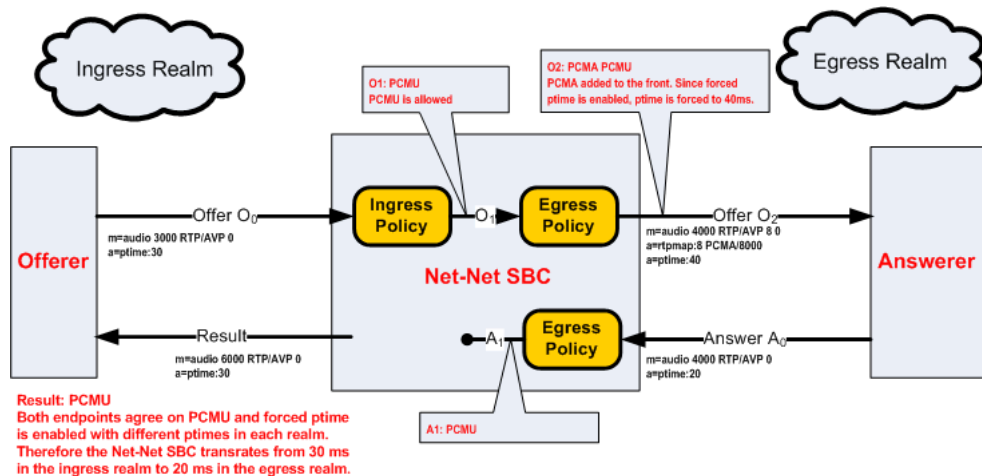 Ingress Realm
Egress Realm
O1: PCMU
PCMU is allowed
O2: PCMA PCMU
PCMA added to the front. Since forced
ptime is enabled, ptime is forced to 40ms.
Offerer
Offer O0
m=audio 3000 RTP/AVP 0
a=ptime:30
Ingress
Policy
O1
Egress
Policy
Offer O2
m=audio 4000 RTP/AVP 8 0
a=rtpmap:8 PCMA/8000
a=ptime:40
Answerer
Net-Net SBC
Result
m=audio 6000 RTP/AVP 0
a=ptime:30
A1
Egress
Policy
Answer A0
m=audio 4000 RTP/AVP 0
a=ptime:20
A1: PCMU
Result: PCMU
Both endpoints agree on PCMU and forced ptime
is enabled with different ptimes in each realm.
Therefore the Net-Net SBC transrates from 30 ms
in the ingress realm to 20 ms in the egress realm.